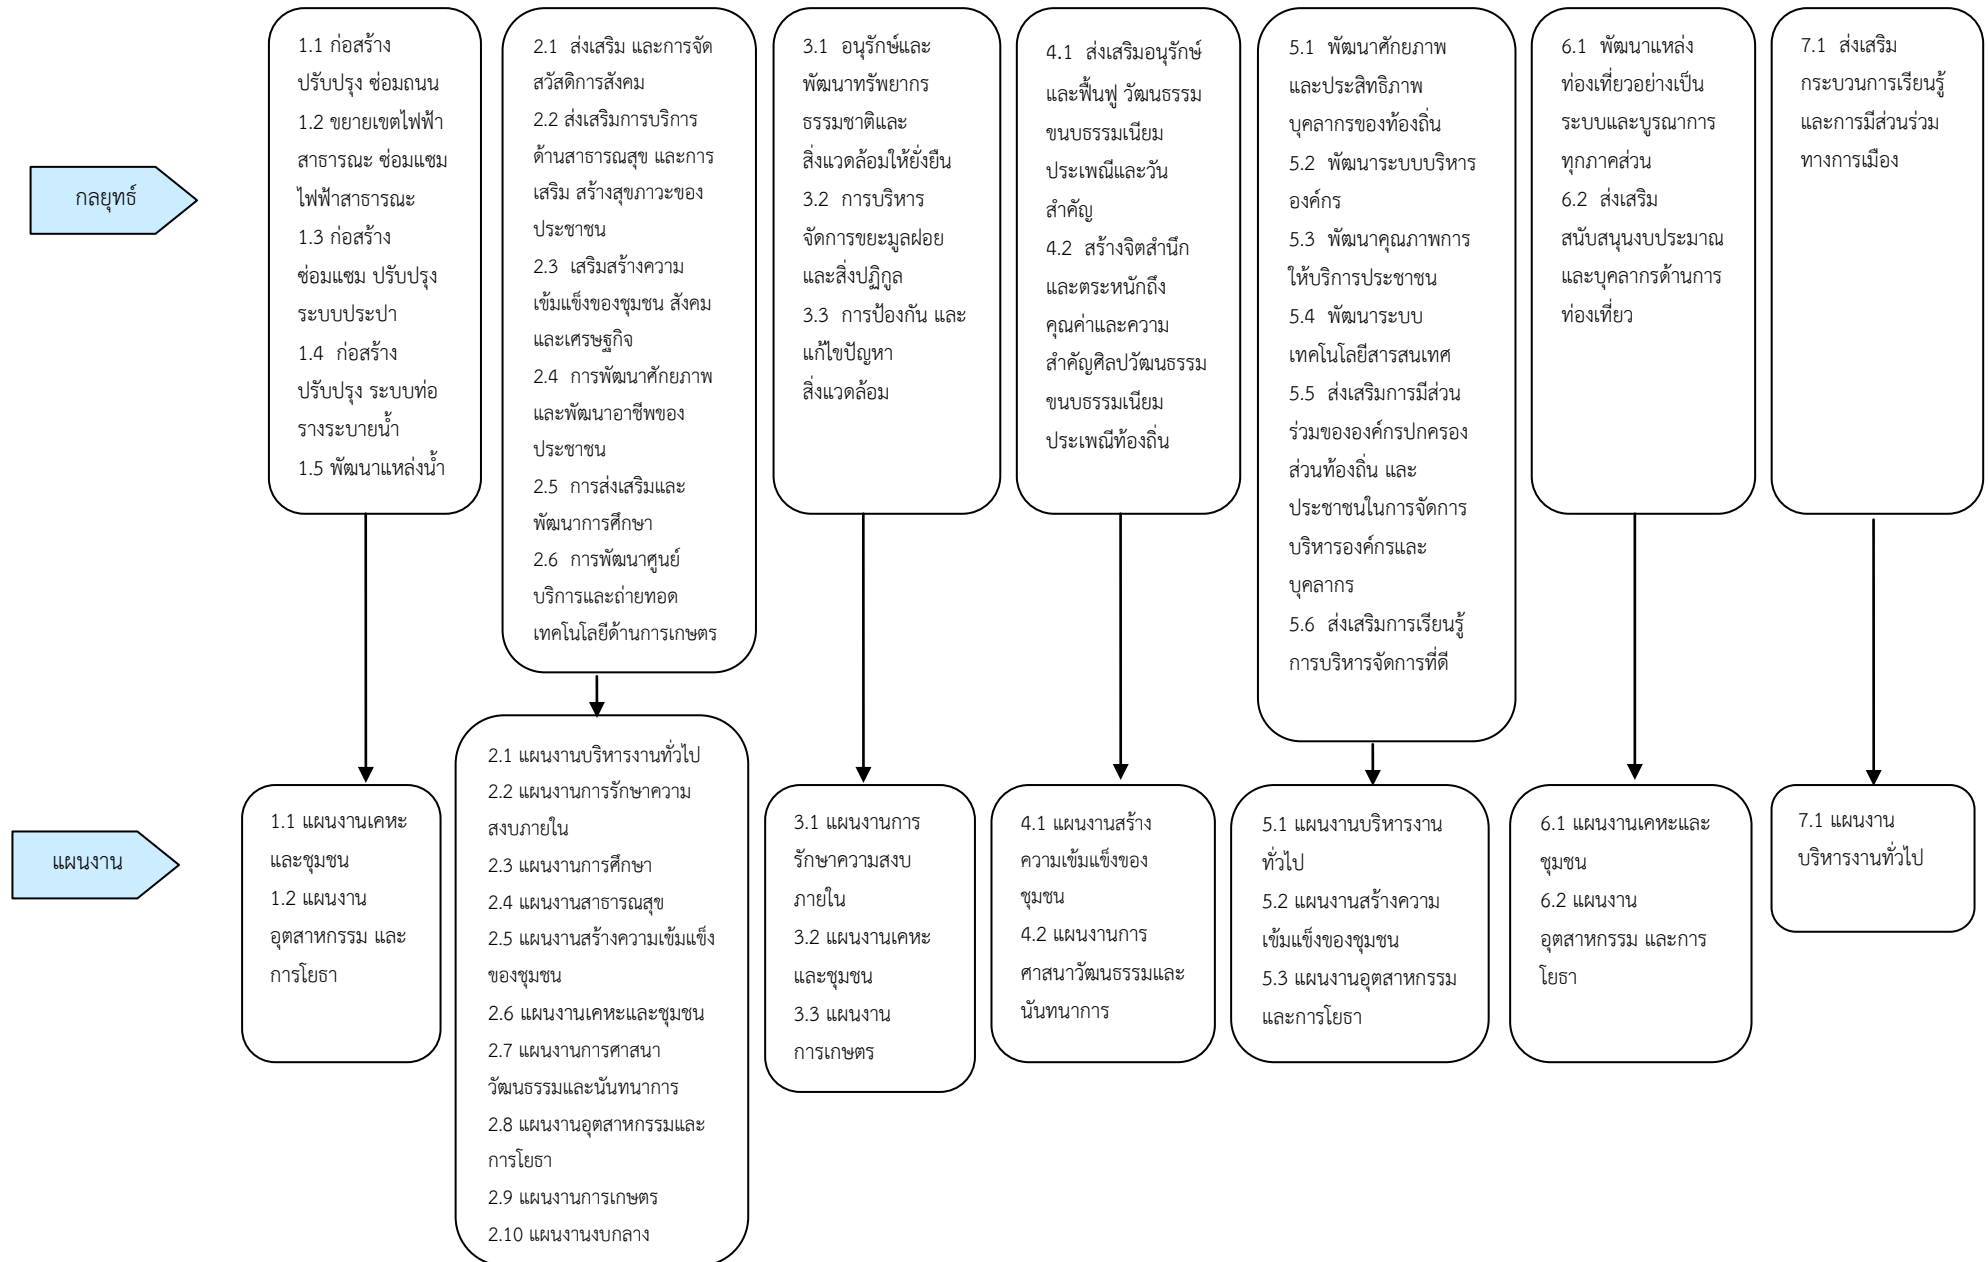 กลยุทธ์
1.1 ก่อสร้าง
ปรับปรุง ซ่อมถนน
1.2 ขยายเขตไฟฟ้า
สาธารณะ ซ่อมแซม
ไฟฟ้าสาธารณะ
1.3 ก่อสร้าง
ซ่อมแซม ปรับปรุง
ระบบประปา
1.4 ก่อสร้าง
ปรับปรุง ระบบท่อ
รางระบายน้ำ
1.5 พัฒนาแหล่งน้ำ
2.1 ส่งเสริม และการจัด
สวัสดิการสังคม
2.2 ส่งเสริมการบริการ
ด้านสาธารณสุข และการ
เสริม สร้างสุขภาวะของ
ประชาชน
2.3 เสริมสร้างความ
เข้มแข็งของชุมชน สังคม
และเศรษฐกิจ
2.4 การพัฒนาศักยภาพ
และพัฒนาอาชีพของ
ประชาชน
2.5 การส่งเสริมและ
พัฒนาการศึกษา
2.6 การพัฒนาศูนย์
บริการและถ่ายทอด
เทคโนโลยีด้านการเกษตร
3.1 อนุรักษ์และ
พัฒนาทรัพยากร
ธรรมชาติและ
สิ่งแวดล้อมให้ยั่งยืน
3.2 การบริหาร
จัดการขยะมูลฝอย
และสิ่งปฏิกูล
3.3 การป้องกัน และ
แก้ไขปัญหา
สิ่งแวดล้อม
4.1 ส่งเสริมอนุรักษ์
และฟื้นฟู วัฒนธรรม
ขนบธรรมเนียม
ประเพณีและวัน
สำคัญ
4.2 สร้างจิตสำนึก
และตระหนักถึง
คุณค่าและความ
สำคัญศิลปวัฒนธรรม
ขนบธรรมเนียม
ประเพณีท้องถิ่น
5.1 พัฒนาศักยภาพ
และประสิทธิภาพ
บุคลากรของท้องถิ่น
5.2 พัฒนาระบบบริหาร
องค์กร
5.3 พัฒนาคุณภาพการ
ให้บริการประชาชน
5.4 พัฒนาระบบ
เทคโนโลยีสารสนเทศ
5.5 ส่งเสริมการมีส่วน
ร่วมขององค์กรปกครอง
ส่วนท้องถิ่น และ
ประชาชนในการจัดการ
บริหารองค์กรและ
บุคลากร
5.6 ส่งเสริมการเรียนรู้
การบริหารจัดการที่ดี
6.1 พัฒนาแหล่ง
ท่องเที่ยวอย่างเป็น
ระบบและบูรณาการ
ทุกภาคส่วน
6.2 ส่งเสริม
สนับสนุนงบประมาณ
และบุคลากรด้านการ
ท่องเที่ยว
7.1 ส่งเสริม
กระบวนการเรียนรู้
และการมีส่วนร่วม
ทางการเมือง
แผนงาน
1.1 แผนงานเคหะ
และชุมชน
1.2 แผนงาน
อุตสาหกรรม และ
การโยธา
2.1 แผนงานบริหารงานทั่วไป
2.2 แผนงานการรักษาความ
สงบภายใน
2.3 แผนงานการศึกษา
2.4 แผนงานสาธารณสุข
2.5 แผนงานสร้างความเข้มแข็ง
ของชุมชน
2.6 แผนงานเคหะและชุมชน
2.7 แผนงานการศาสนา
วัฒนธรรมและนันทนาการ
2.8 แผนงานอุตสาหกรรมและ
การโยธา
2.9 แผนงานการเกษตร
2.10 แผนงานงบกลาง
3.1 แผนงานการ
รักษาความสงบ
ภายใน
3.2 แผนงานเคหะ
และชุมชน
3.3 แผนงาน
การเกษตร
4.1 แผนงานสร้าง
ความเข้มแข็งของ
ชุมชน
4.2 แผนงานการ
ศาสนาวัฒนธรรมและ
นันทนาการ
5.1 แผนงานบริหารงาน
ทั่วไป
5.2 แผนงานสร้างความ
เข้มแข็งของชุมชน
5.3 แผนงานอุตสาหกรรม
และการโยธา
6.1 แผนงานเคหะและ
ชุมชน
6.2 แผนงาน
อุตสาหกรรม และการ
โยธา
7.1 แผนงาน
บริหารงานทั่วไป